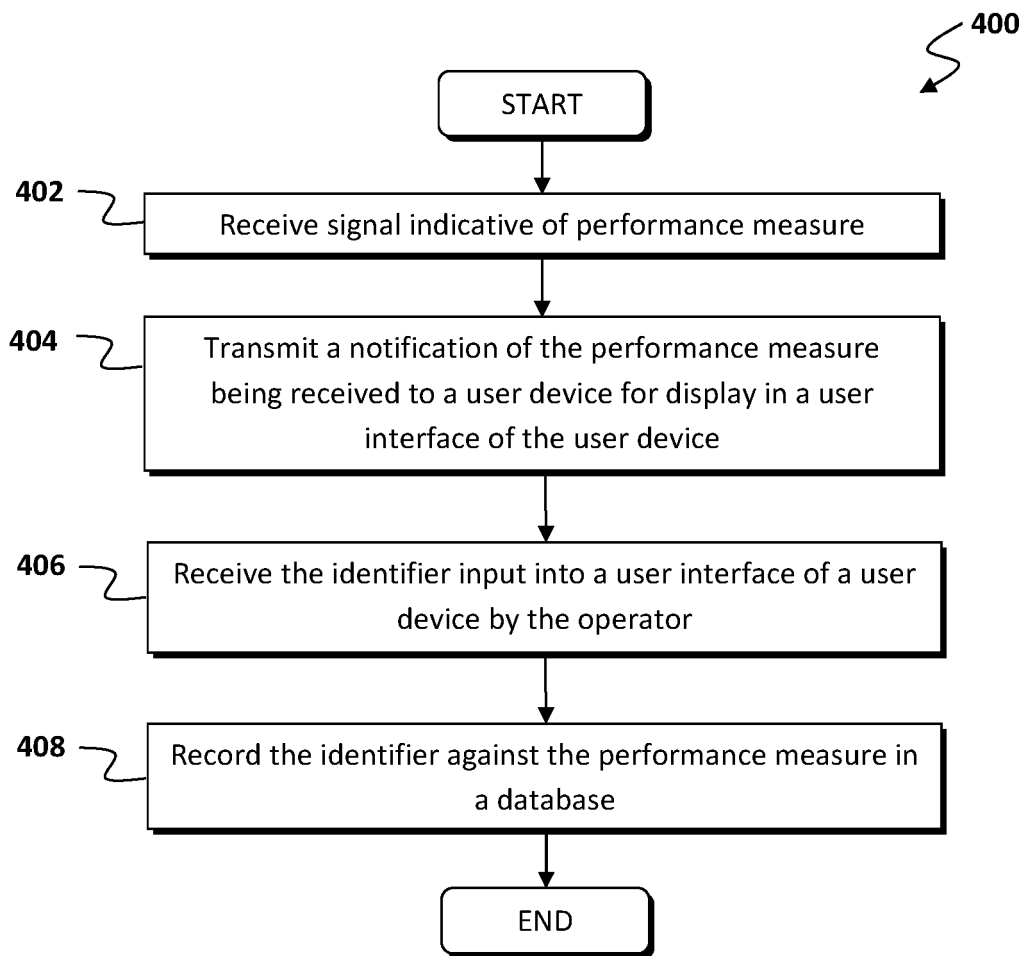 400
START
402
Receive signal indicative of performance measure
404
Transmit a notification of the performance measure
being received to a user device for display in a user
interface of the user device
406
Receive the identifier input into a user interface of a user
device by the operator
408
Record the identifier against the performance measure in
a database
END